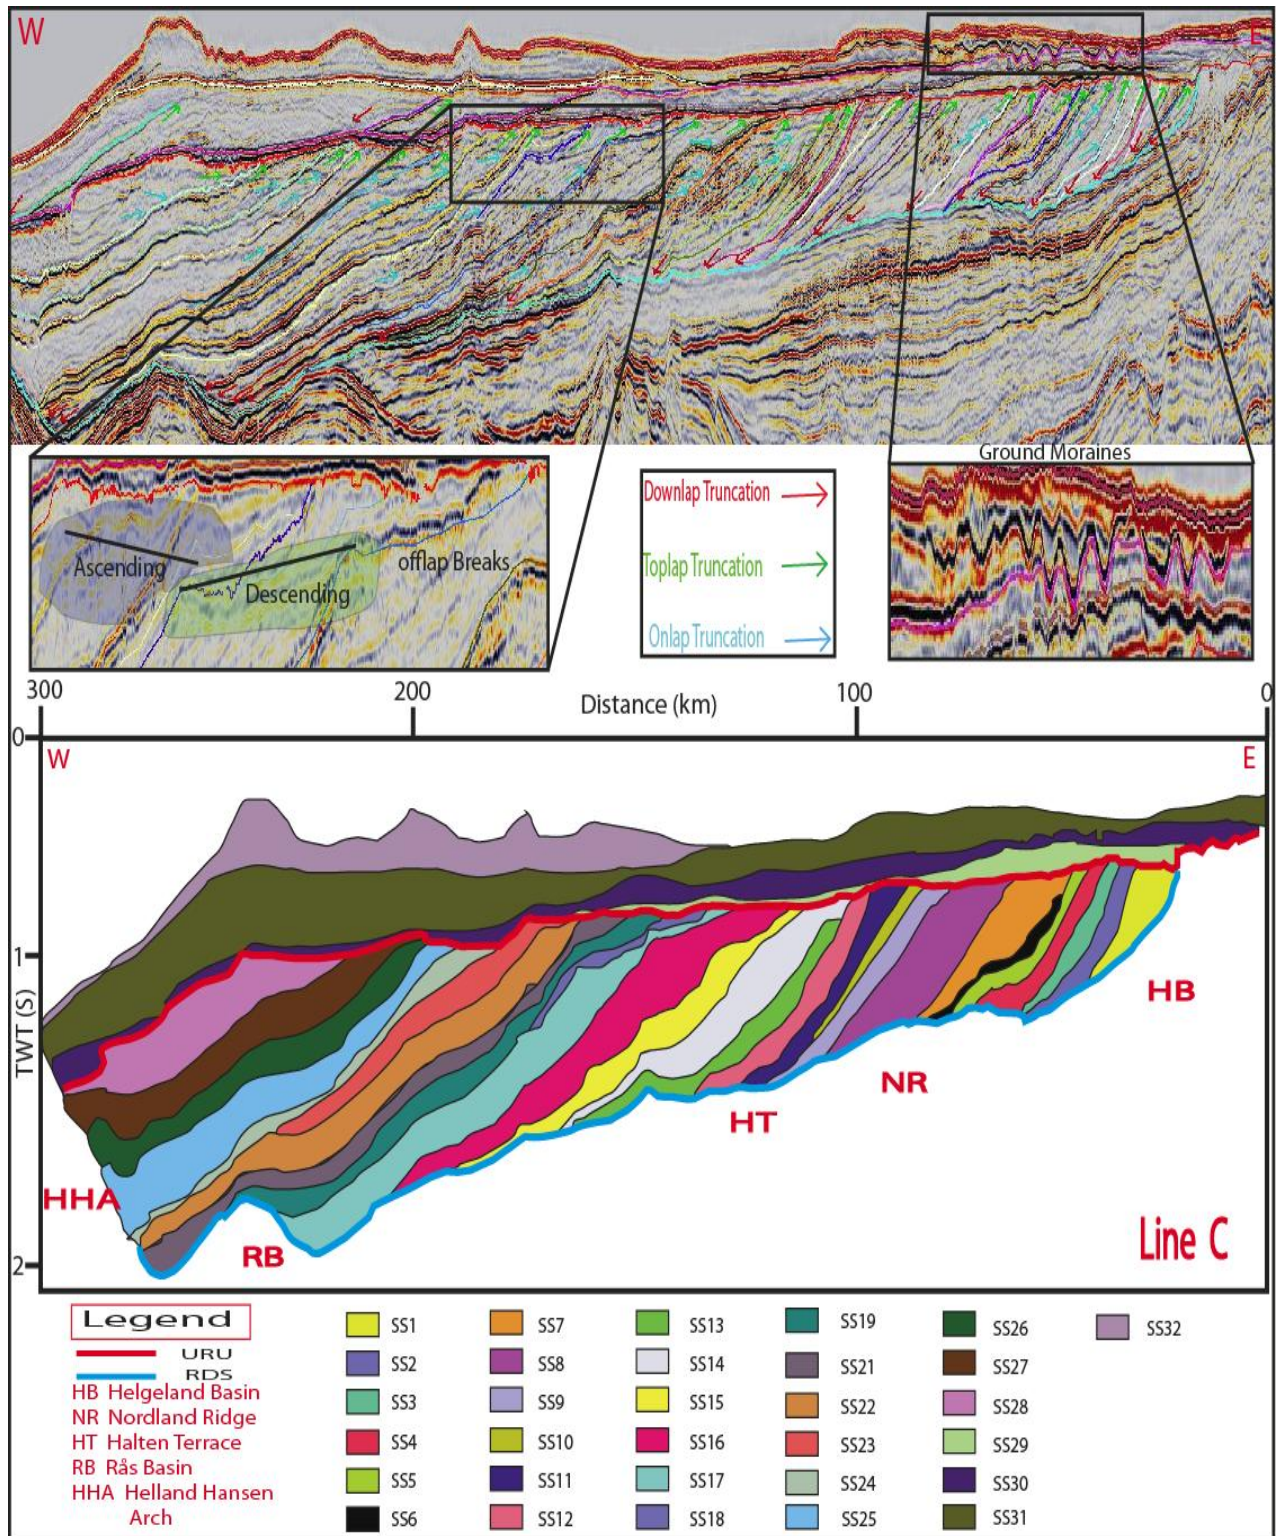 W
E
Ground Moraines
Downlap Truncation
Toplap Truncation
Onlap Truncation
Ascending
Descending
offlap Breaks
300
200
Distance (km)
100
0
0
W
E
1
TWT (S)
2
HB
NR
HT
HHA
RB
Line C
Legend
URU
RDS
HB Helgeland Basin
NR Nordland Ridge
HT Halten Terrace
RB Rås Basin
HHA Helland Hansen
Arch
SS1
SS2
SS3
SS4
SS5
SS6
SS7
SS8
SS9
SS10
SS11
SS12
SS13
SS14
SS15
SS16
SS17
SS18
SS19
SS21
SS22
SS23
SS24
SS25
SS26
SS27
SS28
SS29
SS30
SS31
SS32